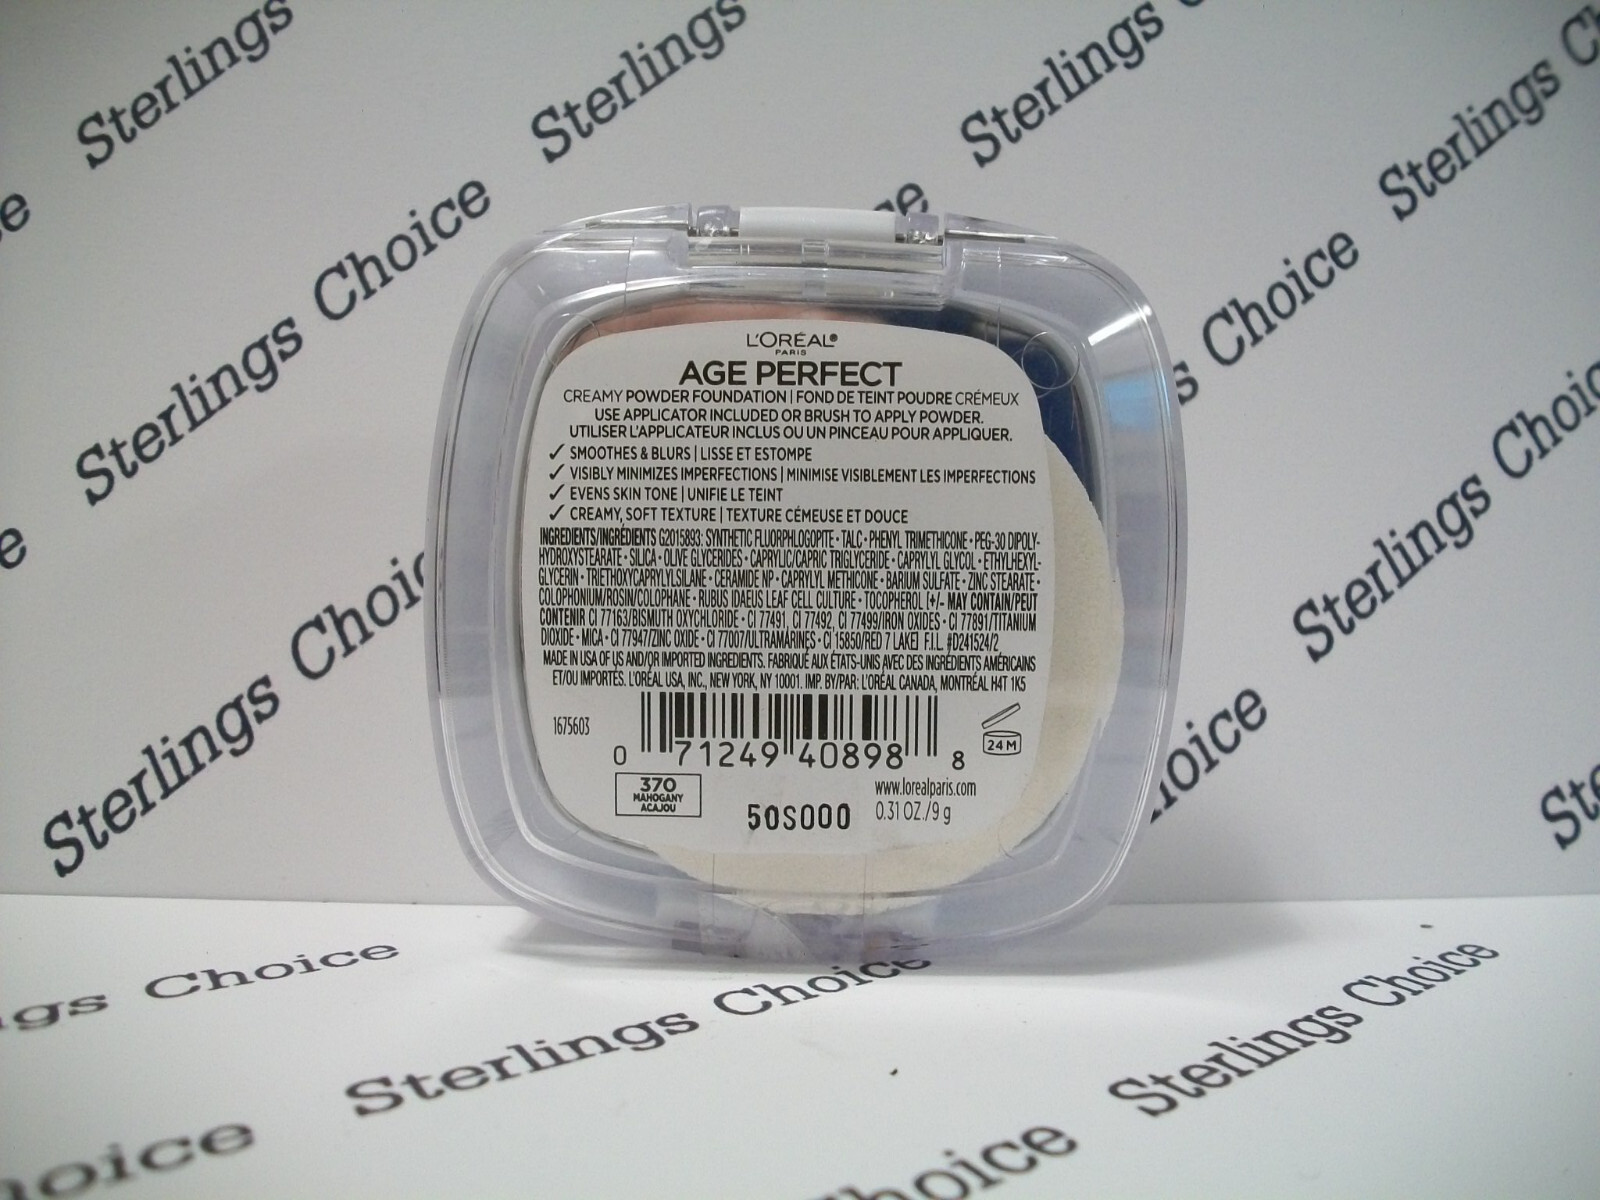 Sterlings
Sterlings
Sterlings
Sterlings Ch
Sterlings Choice
Sterlings Choice
L'ORÉAL®
PARIS
AGE PERFECT
CREAMY POWDER FOUNDATION | FOND DE TEINT POUDRE CRÉMEUX
USE APPLICATOR INCLUDED OR BRUSH TO APPLY POWDER.
UTILISER L'APPLICATEUR INCLUS OU UN PINCEAU POUR APPLIQUER.
✓ SMOOTHES & BLURS | LISSE ET ESTOMPE
✓ VISIBLY MINIMIZES IMPERFECTIONS | MINIMISE VISIBLEMENT LES IMPERFECTIONS
✓ EVENS SKIN TONE | UNIFIE LE TEINT
✓ CREAMY, SOFT TEXTURE | TEXTURE CÉMEUSE ET DOUCE
INGREDIENTS/INGRÉDIENTS G2015893: SYNTHETIC FLUORPHLOGOPITE • TALC • PHENYL TRIMETHICONE • PEG-30 DIPOLY-
HYDROXYSTEARATE • SILICA • OLIVE GLYCERIDES • CAPRYLIC/CAPRIC TRIGLYCERIDE • CAPRYLYL GLYCOL • ETHYLHEXYL-
GLYCERIN • TRIETHOXYCAPRYLYLSILANE • CERAMIDE NP • CAPRYLYL METHICONE • BARIUM SULFATE • ZINC STEARATE •
COLOPHONIUM/ROSIN/COLOPHANE • RUBUS IDAEUS LEAF CELL CULTURE • TOCOPHEROL [+/- MAY CONTAIN/PEUT
CONTENIR CI 77163/BISMUTH OXYCHLORIDE • CI 77491, CI 77492, CI 77499/IRON OXIDES • CI 77891/TITANIUM
DIOXIDE • MICA • CI 77947/ZINC OXIDE • CI 77007/ULTRAMARINES • CI 15850/RED 7 LAKE] F.I.L. #D241524/2
MADE IN USA OF US AND/OR IMPORTED INGREDIENTS. FABRIQUÉ AUX ÉTATS-UNIS AVEC DES INGRÉDIENTS AMÉRICAINS
ET/OU IMPORTÉS. L'ORÉAL USA, INC., NEW YORK, NY 10001. IMP. BY/PAR: L'ORÉAL CANADA, MONTRÉAL H4T 1K5
1675603
0 71249 40898 8
24 M
370
MAHOGANY
ACAJOU
50S000
www.lorealparis.com
0.31 OZ./9 g
Sterlings Choic
s Choice
Sterlings Choice
Sterlings Choice
oice
St
ngs Choice
Sterlings Choice
Sterlings Choice
oice
hoice